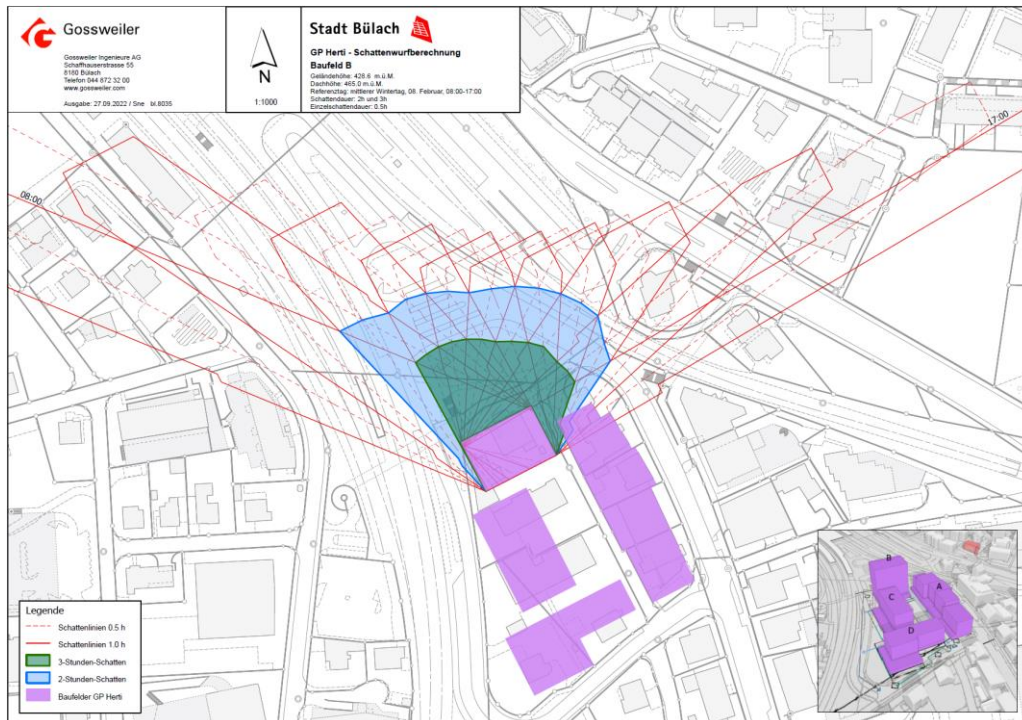 Gossweiler
Gossweiler Ingenieure AG
Schaffhauserstrasse 55
8180 Bülach
Telefon 044 872 32 00
www.gossweiler.com
Ausgabe: 27.09.2022 / Sne bl.8035
N
1:1000
Stadt Bülach
GP Herti - Schattenwurfberechnung
Baufeld B
Geländehöhe: 428.6 m.ü.M.
Dachhöhe: 465.0 m.ü.M.
Referenztag: mittlerer Wintertag, 08. Februar, 08:00-17:00
Schattendauer: 2h und 3h
Einzelschattendauer: 0.5h
17:00
08:00
Legende
Schattenlinien 0.5 h
Schattenlinien 1.0 h
3-Stunden-Schatten
2-Stunden-Schatten
Baufelder GP Herti
B
A
C
D